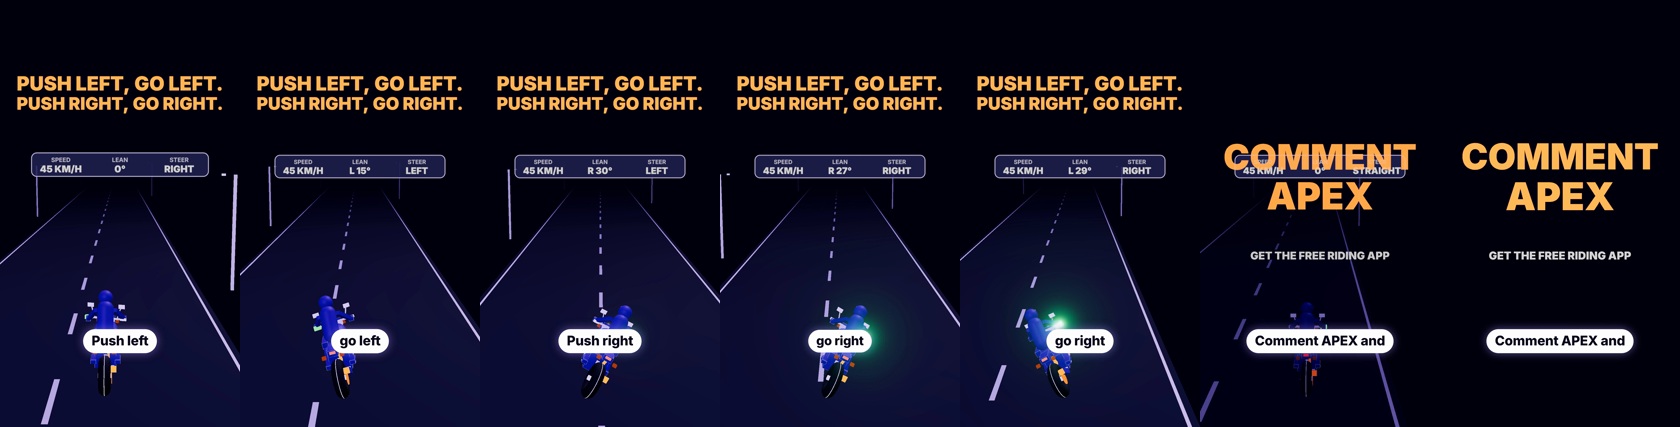 PUSH LEFT, GO LEFT.
PUSH RIGHT, GO RIGHT.
SPEED LEAN STEER
45 KM/H 0° RIGHT
Push left
PUSH LEFT, GO LEFT.
PUSH RIGHT, GO RIGHT.
SPEED LEAN STEER
45 KM/H L 15° LEFT
go left
PUSH LEFT, GO LEFT.
PUSH RIGHT, GO RIGHT.
SPEED LEAN STEER
45 KM/H R 30° LEFT
Push right
PUSH LEFT, GO LEFT.
PUSH RIGHT, GO RIGHT.
SPEED LEAN STEER
45 KM/H R 27° RIGHT
go right
PUSH LEFT, GO LEFT.
PUSH RIGHT, GO RIGHT.
SPEED LEAN STEER
45 KM/H L 29° RIGHT
go right
COMMENT
APEX
45 KM/H 0° STRAIGHT
GET THE FREE RIDING APP
Comment APEX and
COMMENT
APEX
GET THE FREE RIDING APP
Comment APEX and